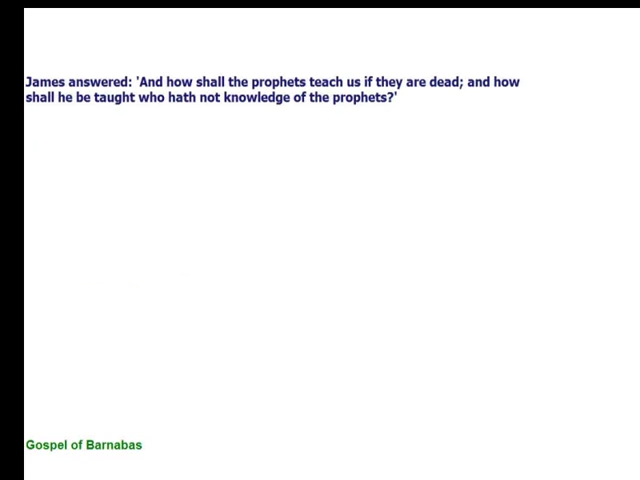 James answered: 'And how shall the prophets teach us if they are dead; and how
shall he be taught who hath not knowledge of the prophets?'
Gospel of Barnabas